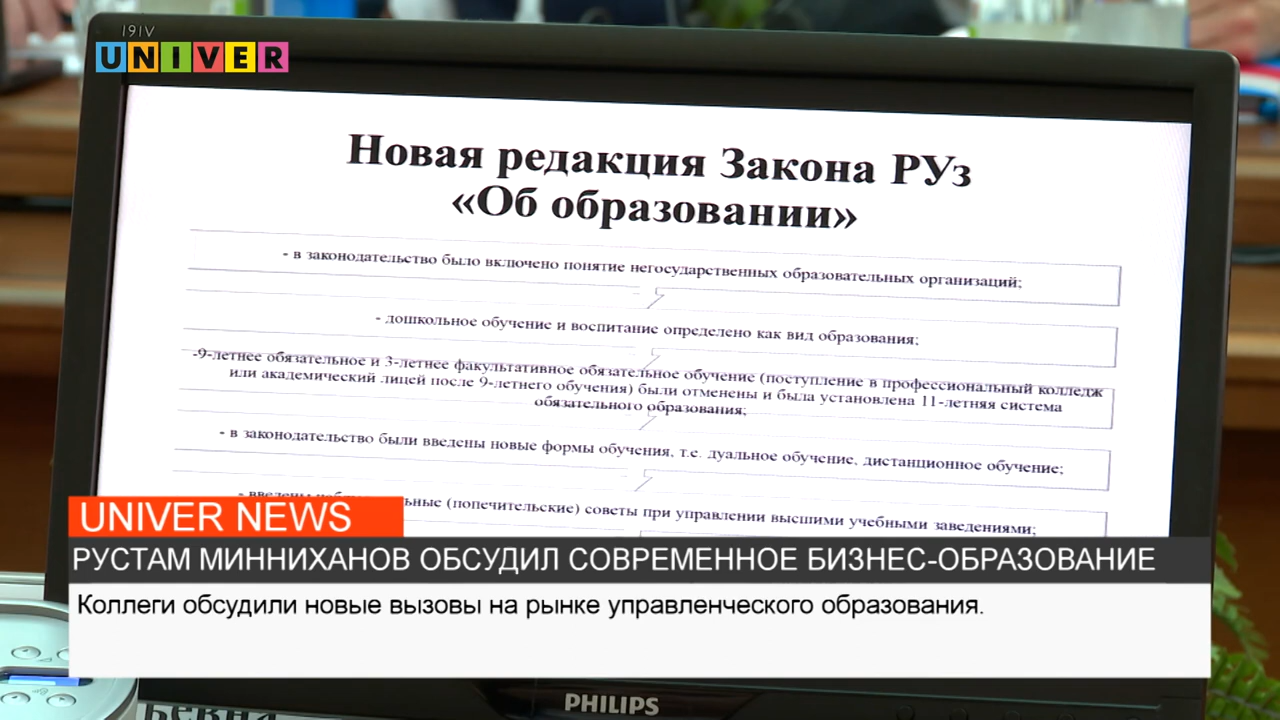 UNIVER
Новая редакция Закона РУз
«Об образовании»
- в законодательство было включено понятие негосударственных образовательных организаций;
- дошкольное обучение и воспитание определено как вид образования;
-9-летнее обязательное и 3-летнее факультативное обязательное обучение (поступление в профессиональный колледж
или академический лицей после 9-летнего обучения) были отменены и была установлена 11-летняя система
обязательного образования;
- в законодательство были введены новые формы обучения, т.е. дуальное обучение, дистанционное обучение;
- введены (попечительские) советы при управлении высшими учебными заведениями;
UNIVER NEWS
РУСТАМ МИННИХАНОВ ОБСУДИЛ СОВРЕМЕННОЕ БИЗНЕС-ОБРАЗОВАНИЕ
Коллеги обсудили новые вызовы на рынке управленческого образования.
PHILIPS